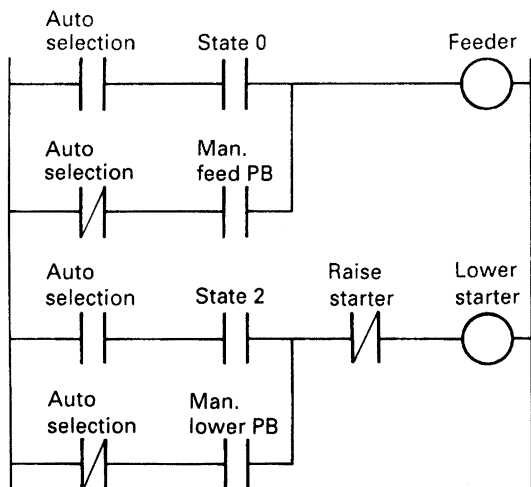 Auto
selection
State 0
Feeder
Auto
selection
Man.
feed PB
Auto
selection
State 2
Raise
starter
Lower
starter
Auto
selection
Man.
lower PB